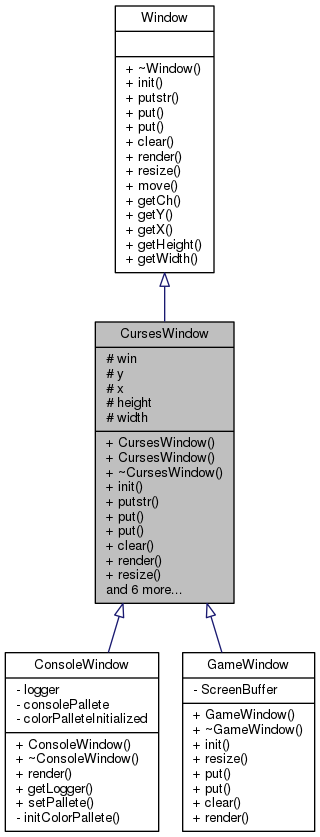 Window
+ ~Window()
+ init()
+ putstr()
+ put()
+ put()
+ clear()
+ render()
+ resize()
+ move()
+ getCh()
+ getY()
+ getX()
+ getHeight()
+ getWidth()
CursesWindow
# win
# y
# x
# height
# width
+ CursesWindow()
+ CursesWindow()
+ ~CursesWindow()
+ init()
+ putstr()
+ put()
+ put()
+ clear()
+ render()
+ resize()
and 6 more...
ConsoleWindow
- logger
- consolePallete
- colorPalleteInitialized
+ ConsoleWindow()
+ ~ConsoleWindow()
+ render()
+ getLogger()
+ setPallete()
- initColorPallete()
GameWindow
- ScreenBuffer
+ GameWindow()
+ ~GameWindow()
+ init()
+ resize()
+ put()
+ put()
+ clear()
+ render()